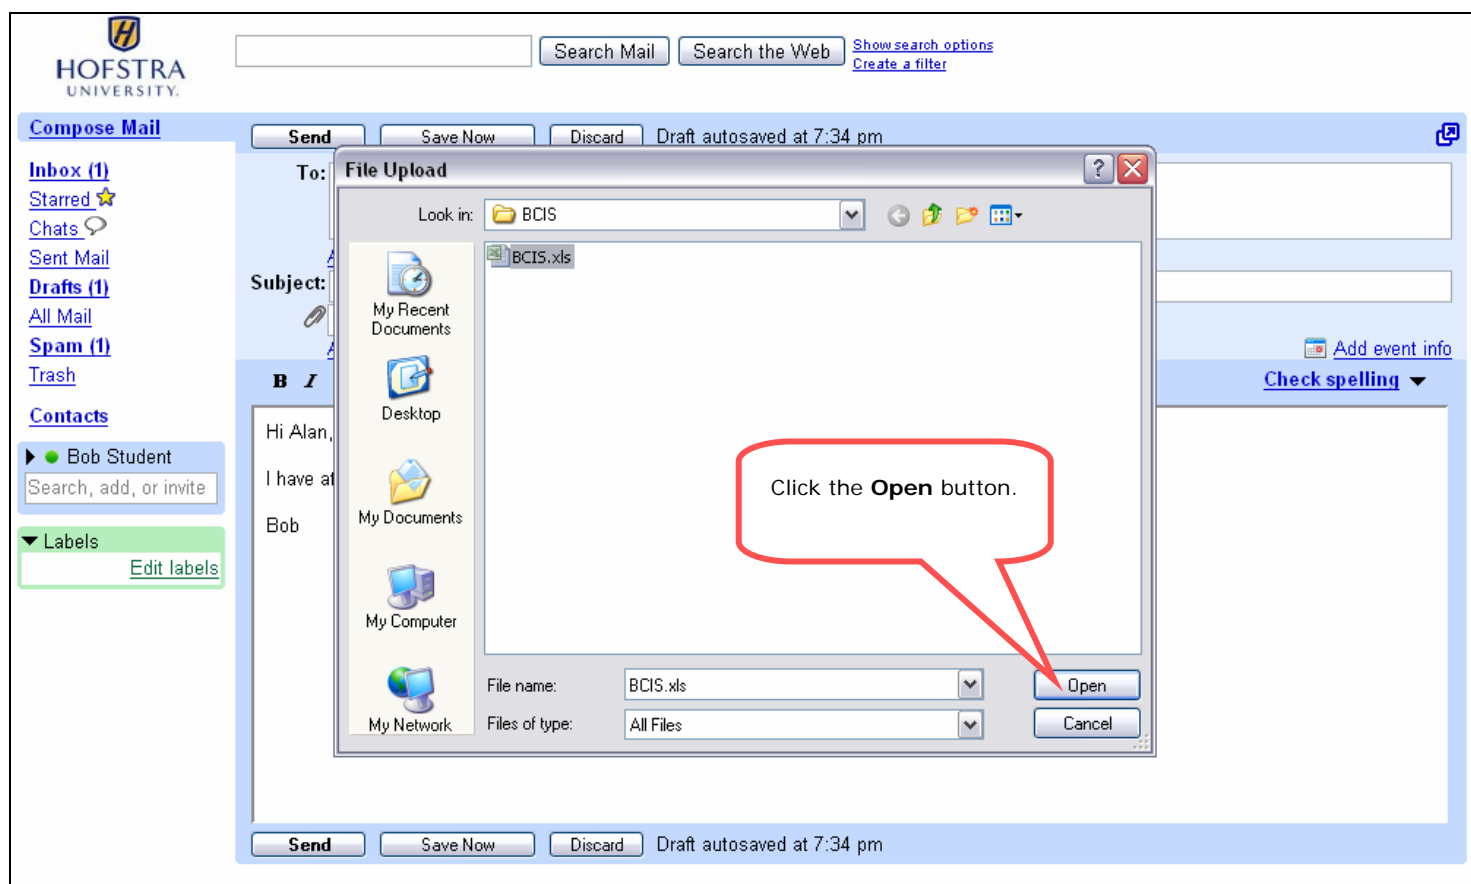 HOFSTRA
UNIVERSITY.
Search Mail
Search the Web
Show search options
Create a filter
Compose Mail
Inbox (1)
Starred
Chats
Sent Mail
Drafts (1)
All Mail
Spam (1)
Trash
Contacts
Bob Student
Search, add, or invite
Labels
Edit labels
Send
Save Now
Discard
Draft autosaved at 7:34 pm
To:
Subject:
Add event info
B I
Check spelling
Hi Alan,
I have
Bob
File Upload
?
Look in:
BCIS
BCIS.xls
My Recent
Documents
Desktop
My Documents
My Computer
My Network
Click the Open button.
File name:
BCIS.xls
Open
Files of type:
All Files
Cancel
Send
Save Now
Discard
Draft autosaved at 7:34 pm